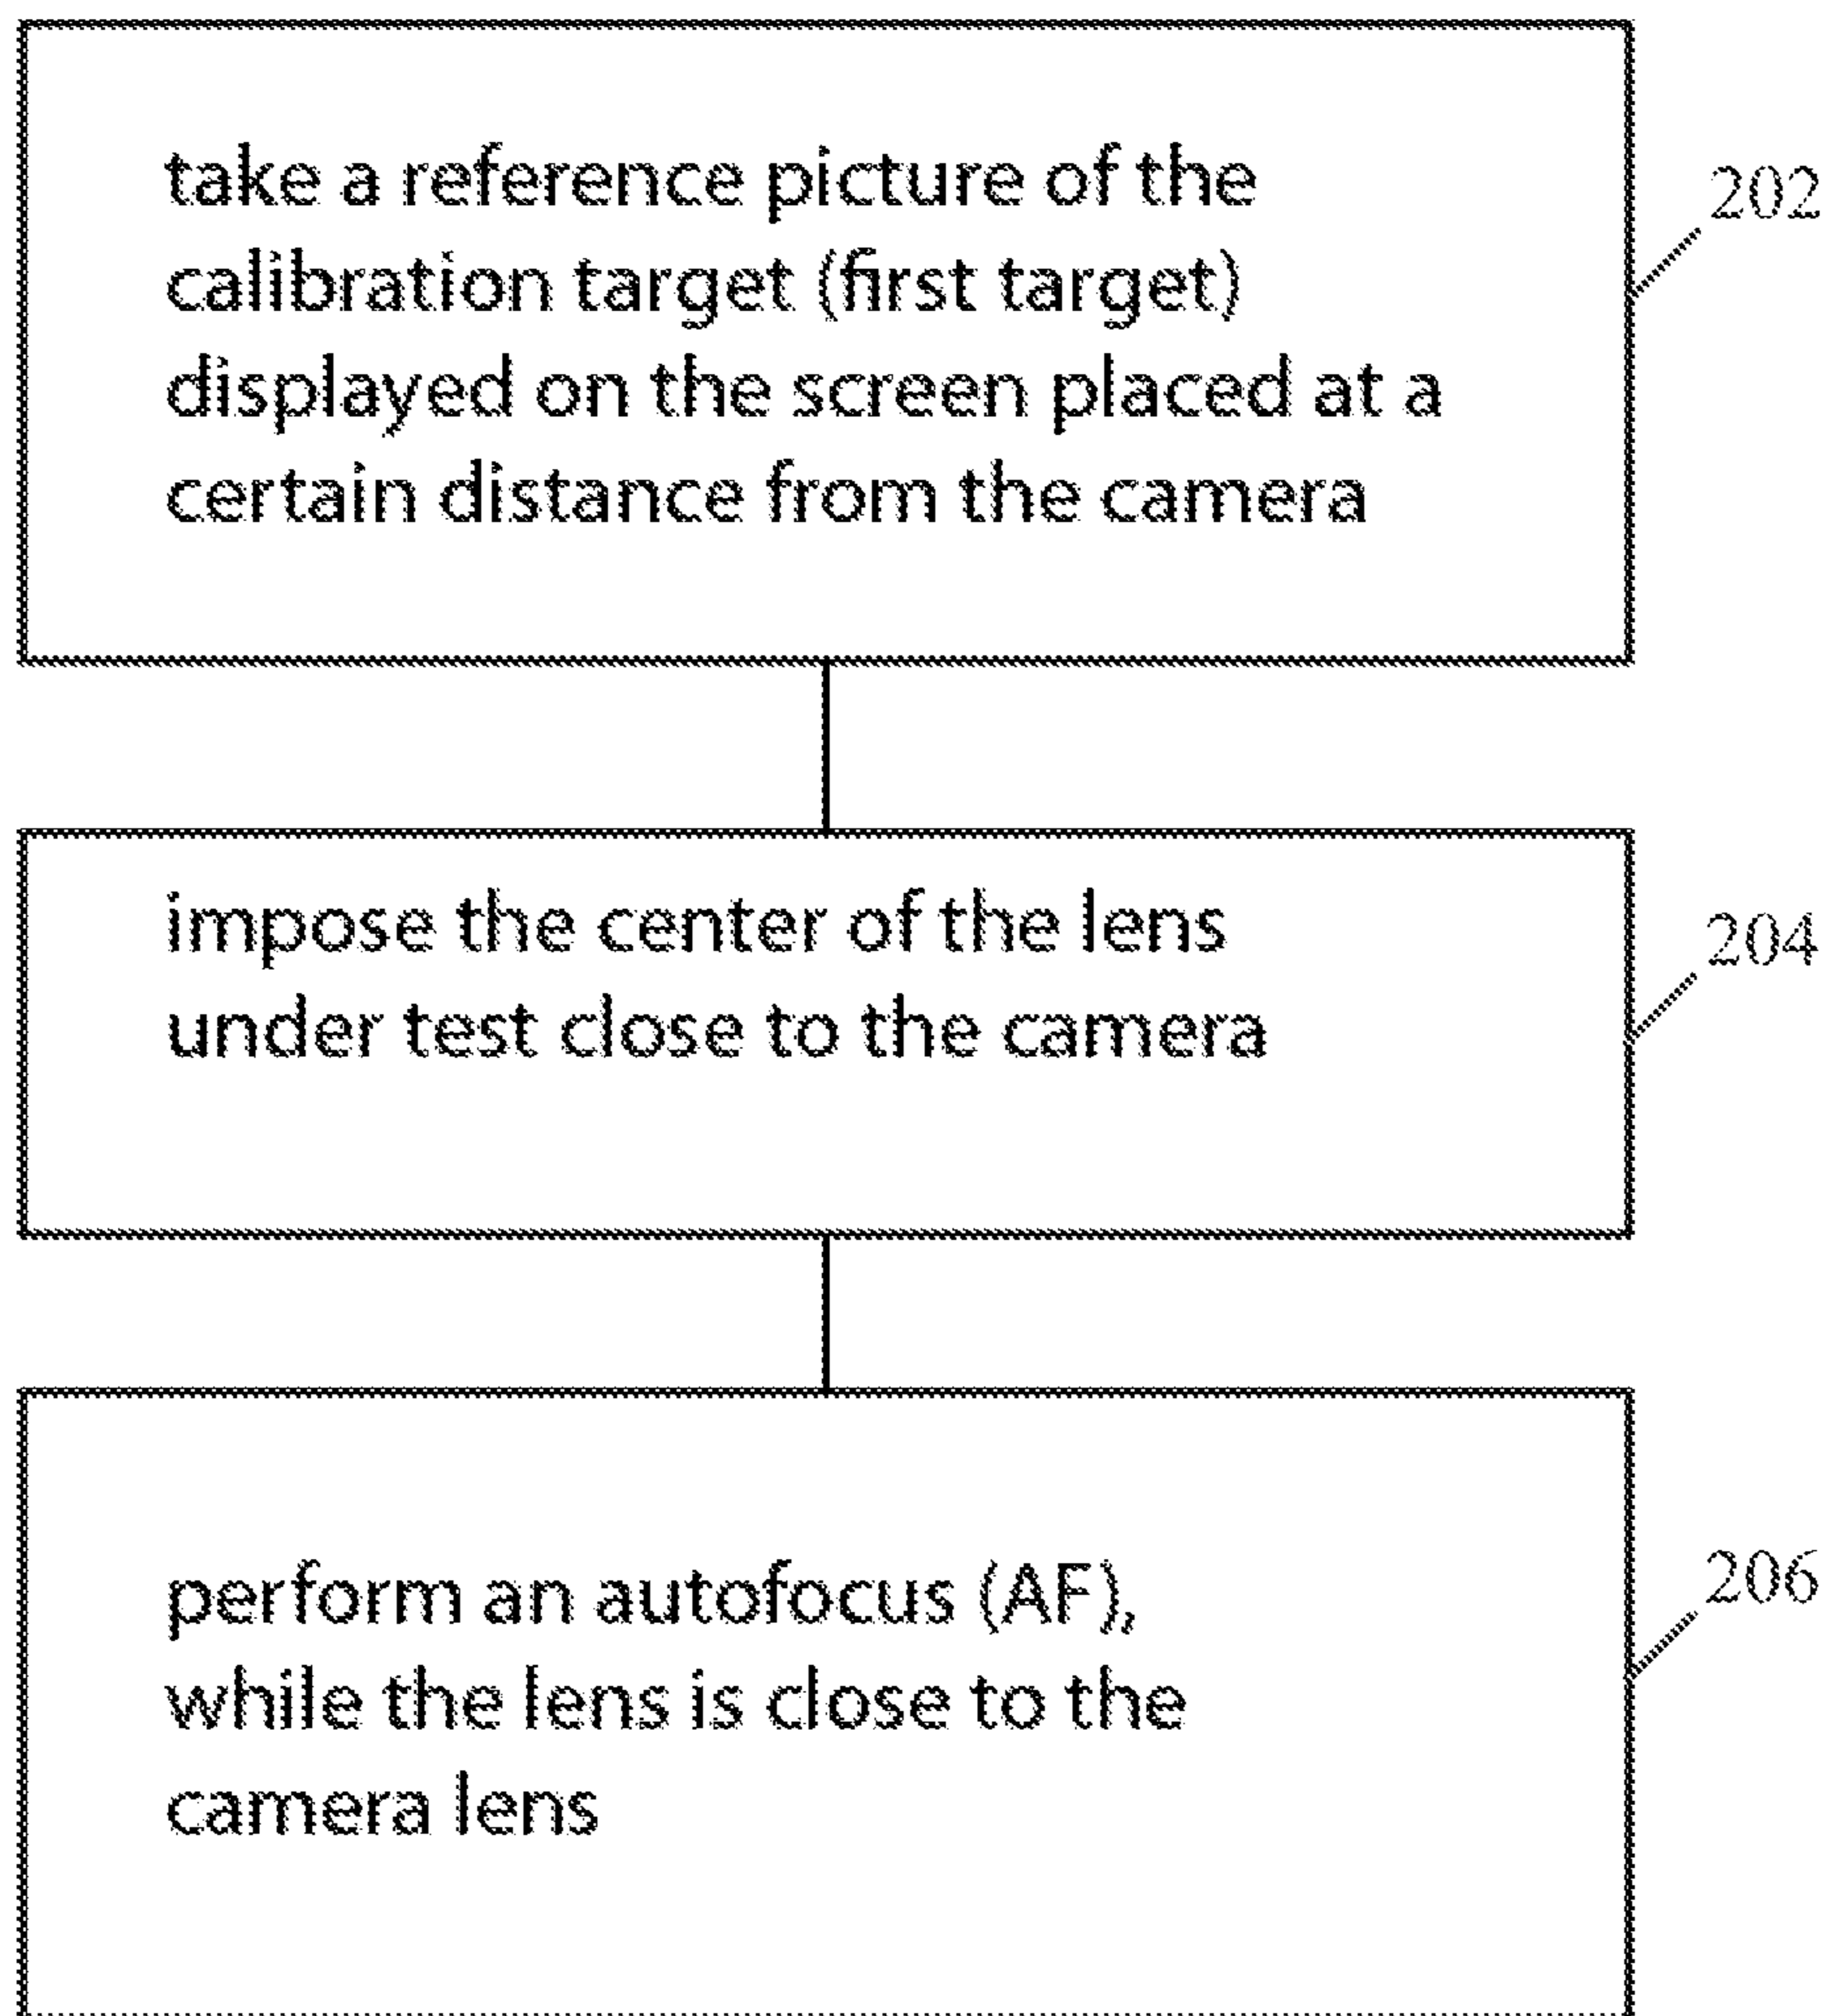 take a reference picture of the
202
calibration target (first target)
displayed on the screen placed at a
certain distance from the camera
impose the center of the lens
204
under test close to the camera
perform an autofocus (AF),
206
while the lens is close to the
camera lens